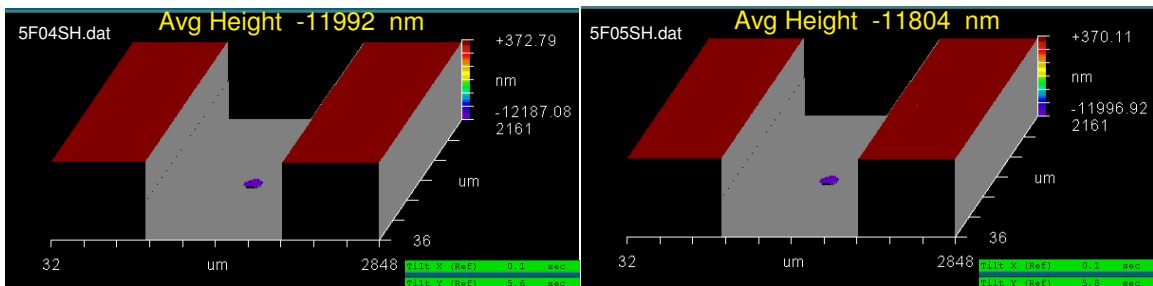 Avg Height -11992 nm
5F04SH.dat
+372.79
nm
-12187.08
2161
um
36
32 um 2848
Tilt X (Ref) 0.1 sec
Tilt Y (Ref) 5.6 sec
Avg Height -11804 nm
5F05SH.dat
+370.11
nm
-11996.92
2161
um
36
32 um 2848
Tilt X (Ref) 0.1 sec
Tilt Y (Ref) 5.8 sec